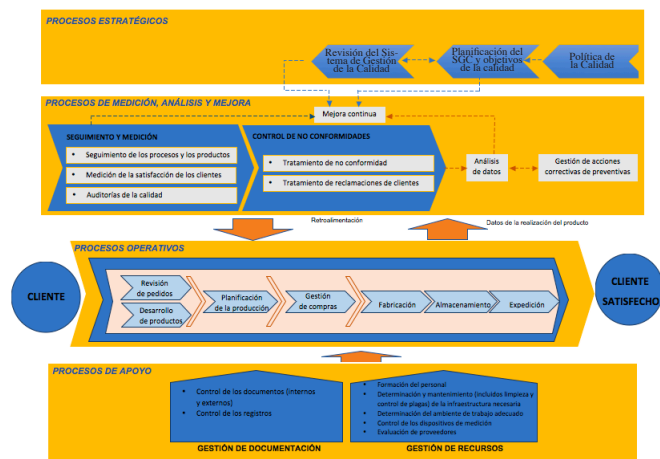 PROCESOS ESTRATÉGICOS
Revisión del Sis-
tema de Gestión
de la Calidad
Planificación del
SGC y objetivos
de la calidad
Política de
la Calidad
PROCESOS DE MEDICIÓN, ANÁLISIS Y MEJORA
Mejora continua
SEGUIMIENTO Y MEDICIÓN
• Seguimiento de los procesos y los productos
• Medición de la satisfacción de los clientes
• Auditorías de la calidad
CONTROL DE NO CONFORMIDADES
• Tratamiento de no conformidad
• Tratamiento de reclamaciones de clientes
Análisis
de datos
Gestión de acciones
correctivas de preventivas
Retroalimentación
Datos de la realización del producto
PROCESOS OPERATIVOS
CLIENTE
Revisión
de pedidos
Desarrollo
de productos
Planificación
de la producción
Gestión
de compras
Fabricación
Almacenamiento
Expedición
CLIENTE
SATISFECHO
PROCESOS DE APOYO
• Control de los documentos (internos
y externos)
• Control de los registros
GESTIÓN DE DOCUMENTACIÓN
• Formación del personal
• Determinación y mantenimiento (incluidos limpieza y
control de plagas) de la infraestructura necesaria
• Determinación del ambiente de trabajo adecuado
• Control de los dispositivos de medición
• Evaluación de proveedores
GESTIÓN DE RECURSOS